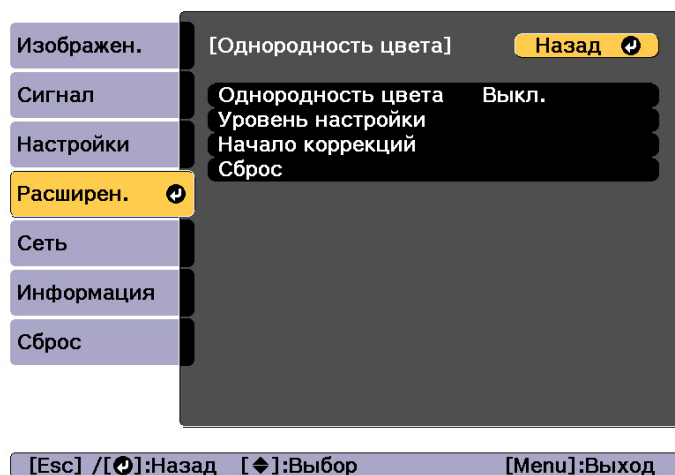 Изображен.
Сигнал
Настройки
Расширен.
Сеть
Информация
Сброс
[Однородность цвета] Назад
Однородность цвета Выкл.
Уровень настройки
Начало коррекций
Сброс
[Esc] /[]:Назад []:Выбор [Menu]:Выход